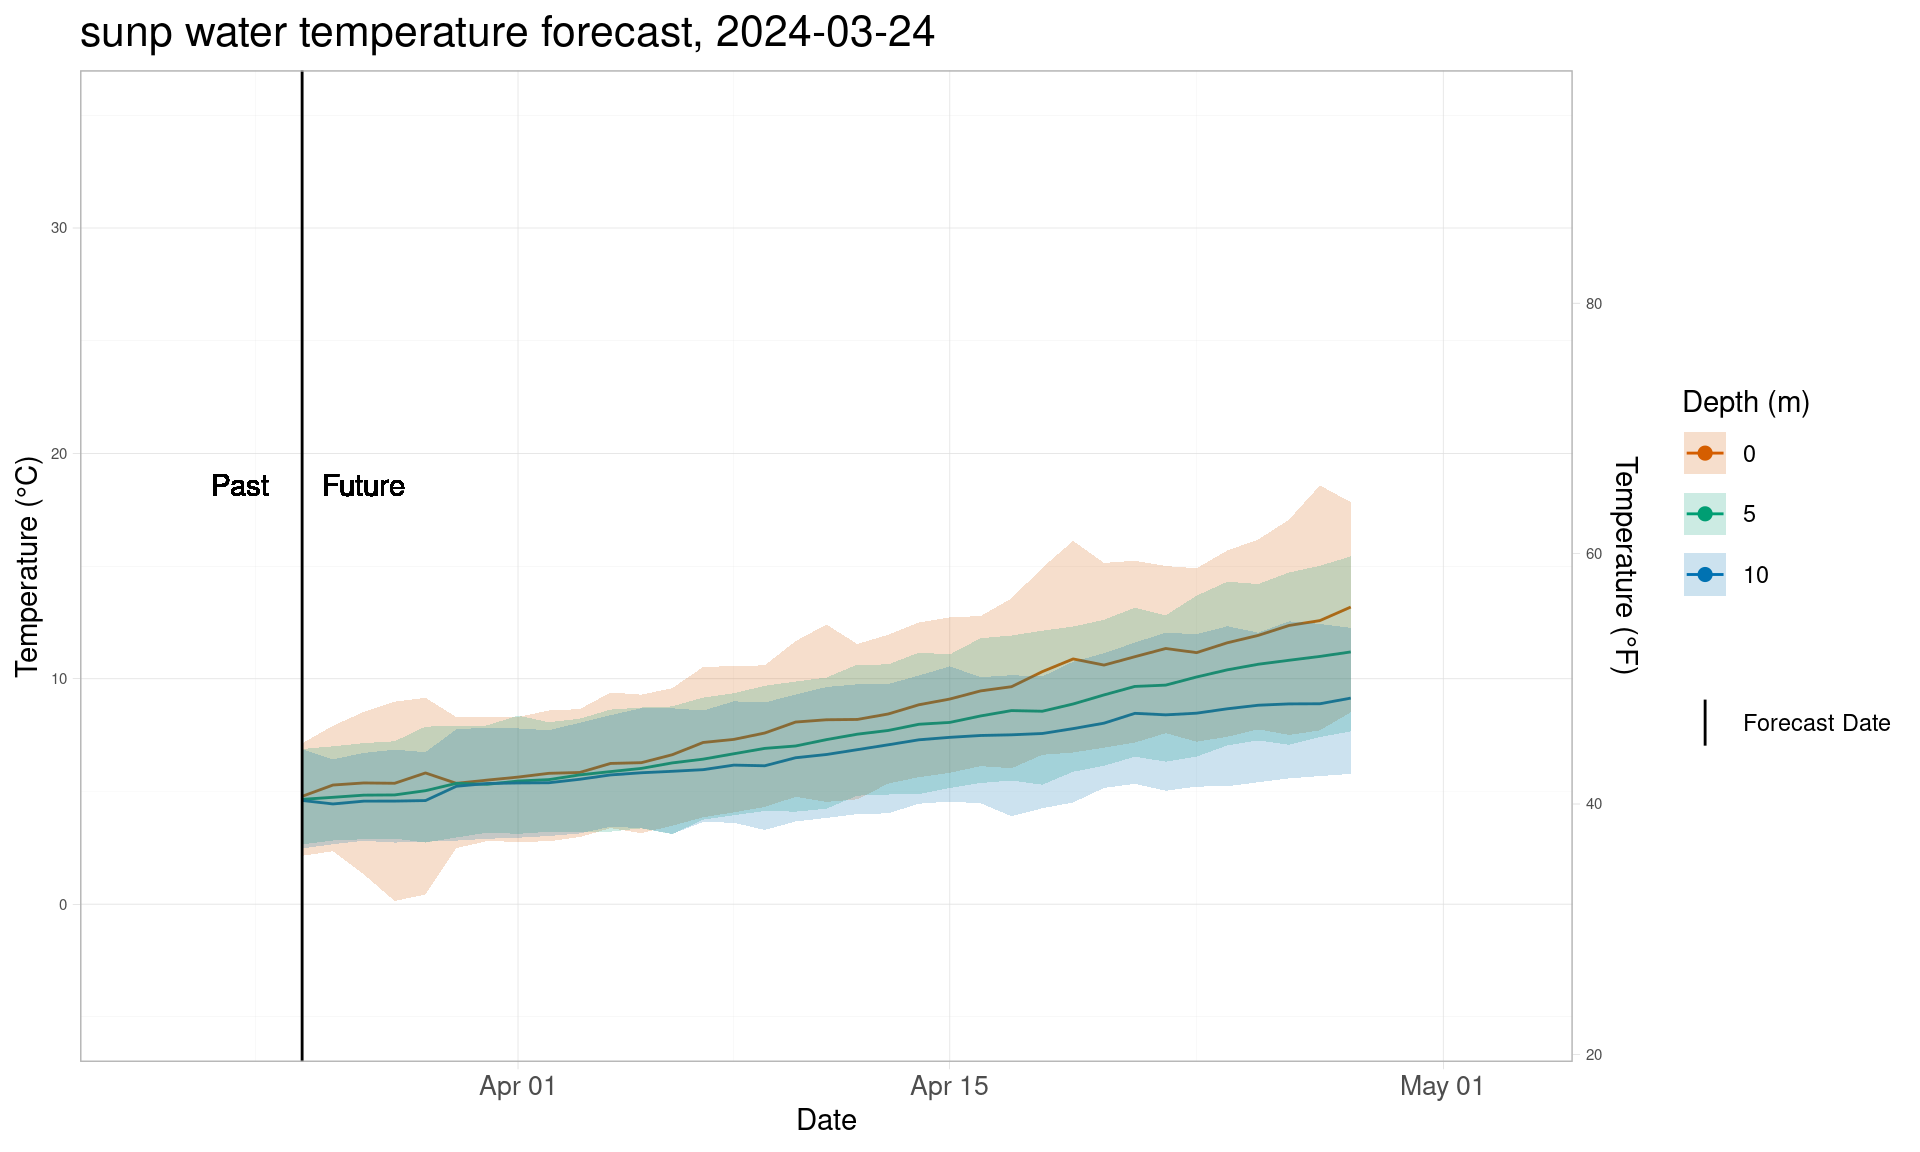 sunp water temperature forecast, 2024-03-24
Temperature (°C)
30
20
10
0
Past
Future
80
60
40
20
Temperature (°F)
Apr 01
Apr 15
May 01
Date
Depth (m)
0
5
10
Forecast Date